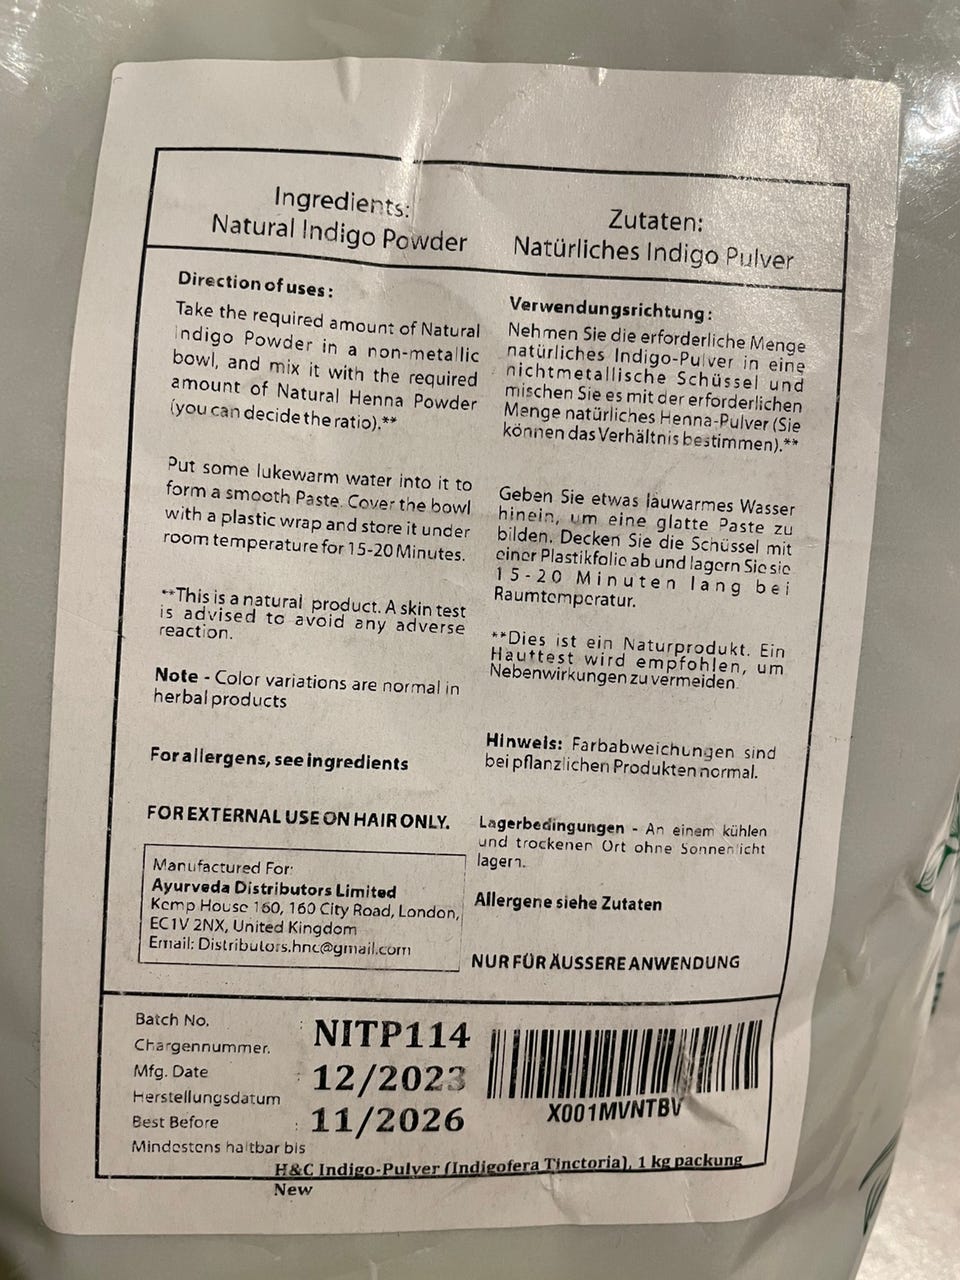 Ingredients:
Natural Indigo Powder
Zutaten:
Natürliches Indigo Pulver
Direction of uses:
Take the required amount of Natural
Indigo Powder in a non-metallic
bowl, and mix it with the required
amount of Natural Henna Powder
(you can decide the ratio).**
Put some lukewarm water into it to
form a smooth Paste. Cover the bowl
with a plastic wrap and store it under
room temperature for 15-20 Minutes.
**This is a natural product. A skin test
is advised to avoid any adverse
reaction.
Note - Color variations are normal in
herbal products
For allergens, see ingredients
FOR EXTERNAL USE ON HAIR ONLY.
Manufactured For:
Ayurveda Distributors Limited
Kemp House 160, 160 City Road, London,
EC1V 2NX, United Kingdom
Email: Distributors.hnc@gmail.com
Verwendungsrichtung:
Nehmen Sie die erforderliche Menge
natürliches Indigo-Pulver in eine
nichtmetallische Schüssel und
mischen Sie es mit der erforderlichen
Menge natürliches Henna-Pulver (Sie
können das Verhältnis bestimmen).**
Geben Sie etwas lauwarmes Wasser
hinein, um eine glatte Paste zu
bilden. Decken Sie die Schüssel mit
einer Plastikfolie ab und lagern Sie sie
15-20 Minuten lang bei
Raumtemperatur.
**Dies ist ein Naturprodukt. Ein
Hauttest wird empfohlen, um
Nebenwirkungen zu vermeiden.
Hinweis: Farbabweichungen sind
bei pflanzlichen Produkten normal.
Lagerbedingungen - An einem kühlen
und trockenen Ort ohne Sonnenlicht
lagern.
Allergene siehe Zutaten
NUR FÜR ÄUSSERE ANWENDUNG
Batch No.
Chargennummer.
: NITP114
Mfg. Date
Herstellungsdatum
: 12/2023
Best Before
Mindestens haltbar bis
: 11/2026
X001MVNTBV
H&C Indigo-Pulver (Indigofera Tinctoria), 1 kg packung
New